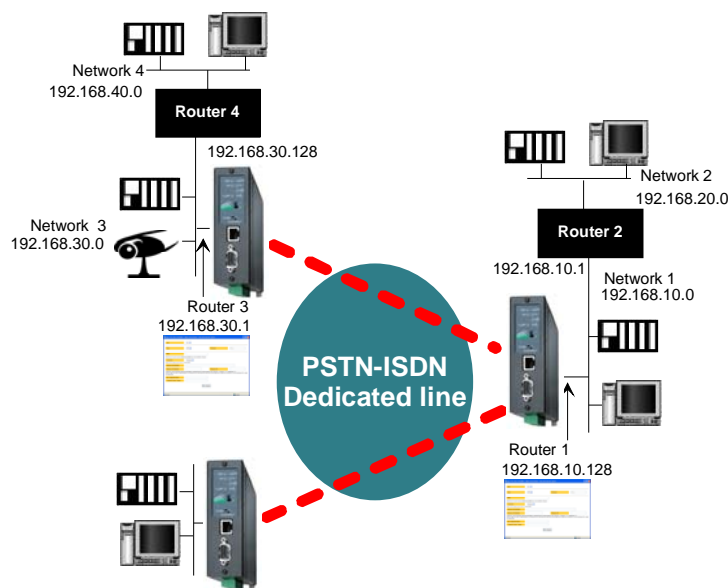 Network 4
192.168.40.0
Router 4
192.168.30.128
Network 3
192.168.30.0
Router 3
192.168.30.1
PSTN-ISDN
Dedicated line
Network 2
192.168.20.0
Router 2
192.168.10.1
Network 1
192.168.10.0
Router 1
192.168.10.128